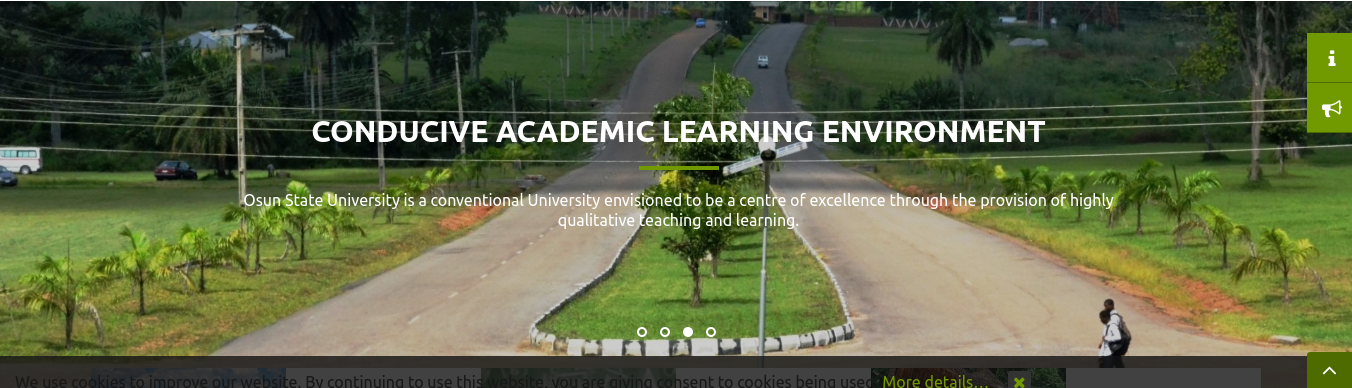 CONDUCIVE ACADEMIC LEARNING ENVIRONMENT
Osun State University is a conventional University envisioned to be a centre of excellence through the provision of highly
qualitative teaching and learning.
We use cookies to improve our website. By continuing to use this website, you are giving consent to cookies being used. More details…